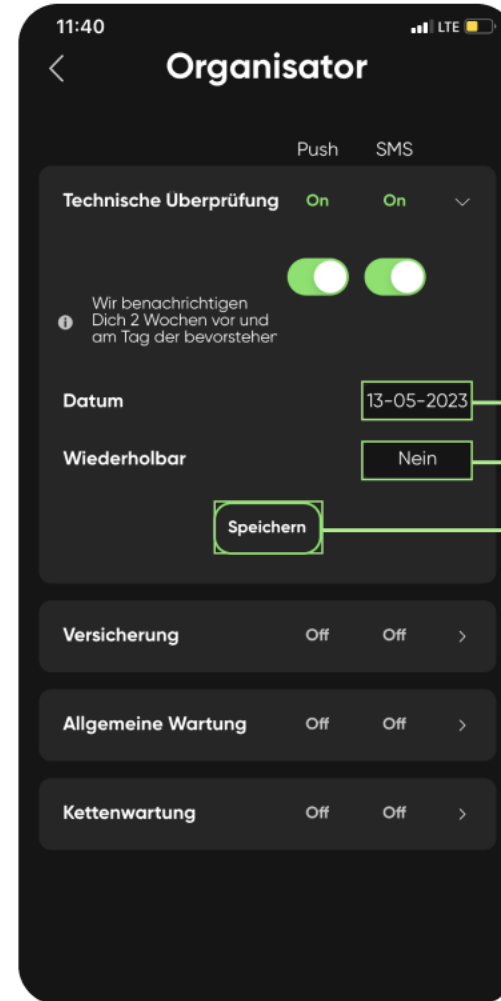 11:40 LTE
Organisator
Push SMS
Technische Überprüfung On On
Wir benachrichtigen
Dich 2 Wochen vor und
am Tag der bevorstehen
Datum 13-05-2023
Wiederholbar Nein
Speichern
Versicherung Off Off
Allgemeine Wartung Off Off
Kettenwartung Off Off